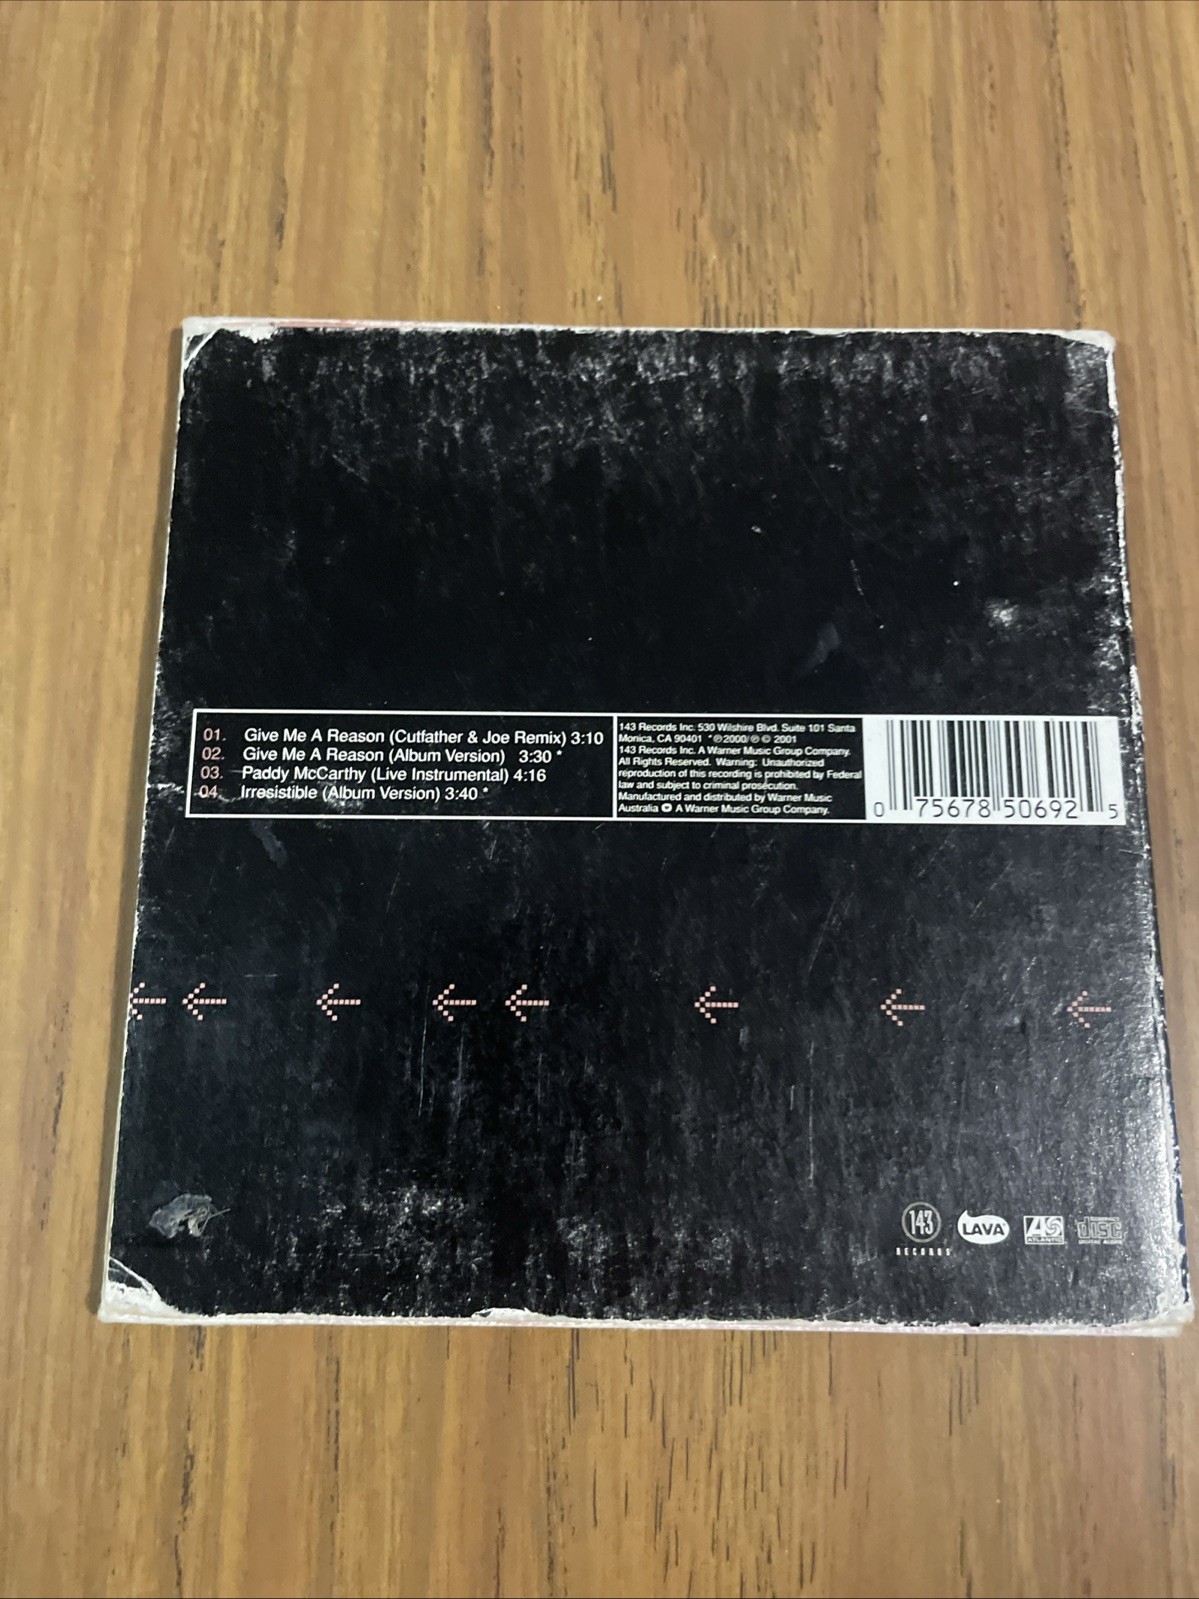 01. Give Me A Reason (Cutfather & Joe Remix) 3:10
02. Give Me A Reason (Album Version) 3:30 *
03. Paddy McCarthy (Live Instrumental) 4:16
04. Irresistible (Album Version) 3:40 *
143 Records Inc. 530 Wilshire Blvd. Suite 101 Santa
Monica, CA 90401 *℗2000/℗ © 2001
143 Records Inc. A Warner Music Group Company.
All Rights Reserved. Warning: Unauthorized
reproduction of this recording is prohibited by Federal
law and subject to criminal prosecution.
Manufactured and distributed by Warner Music
Australia A Warner Music Group Company.
0 75678 50692 5
143
RECORDS
LAVA
ATLANTIC
COMPACT
disc
DIGITAL AUDIO